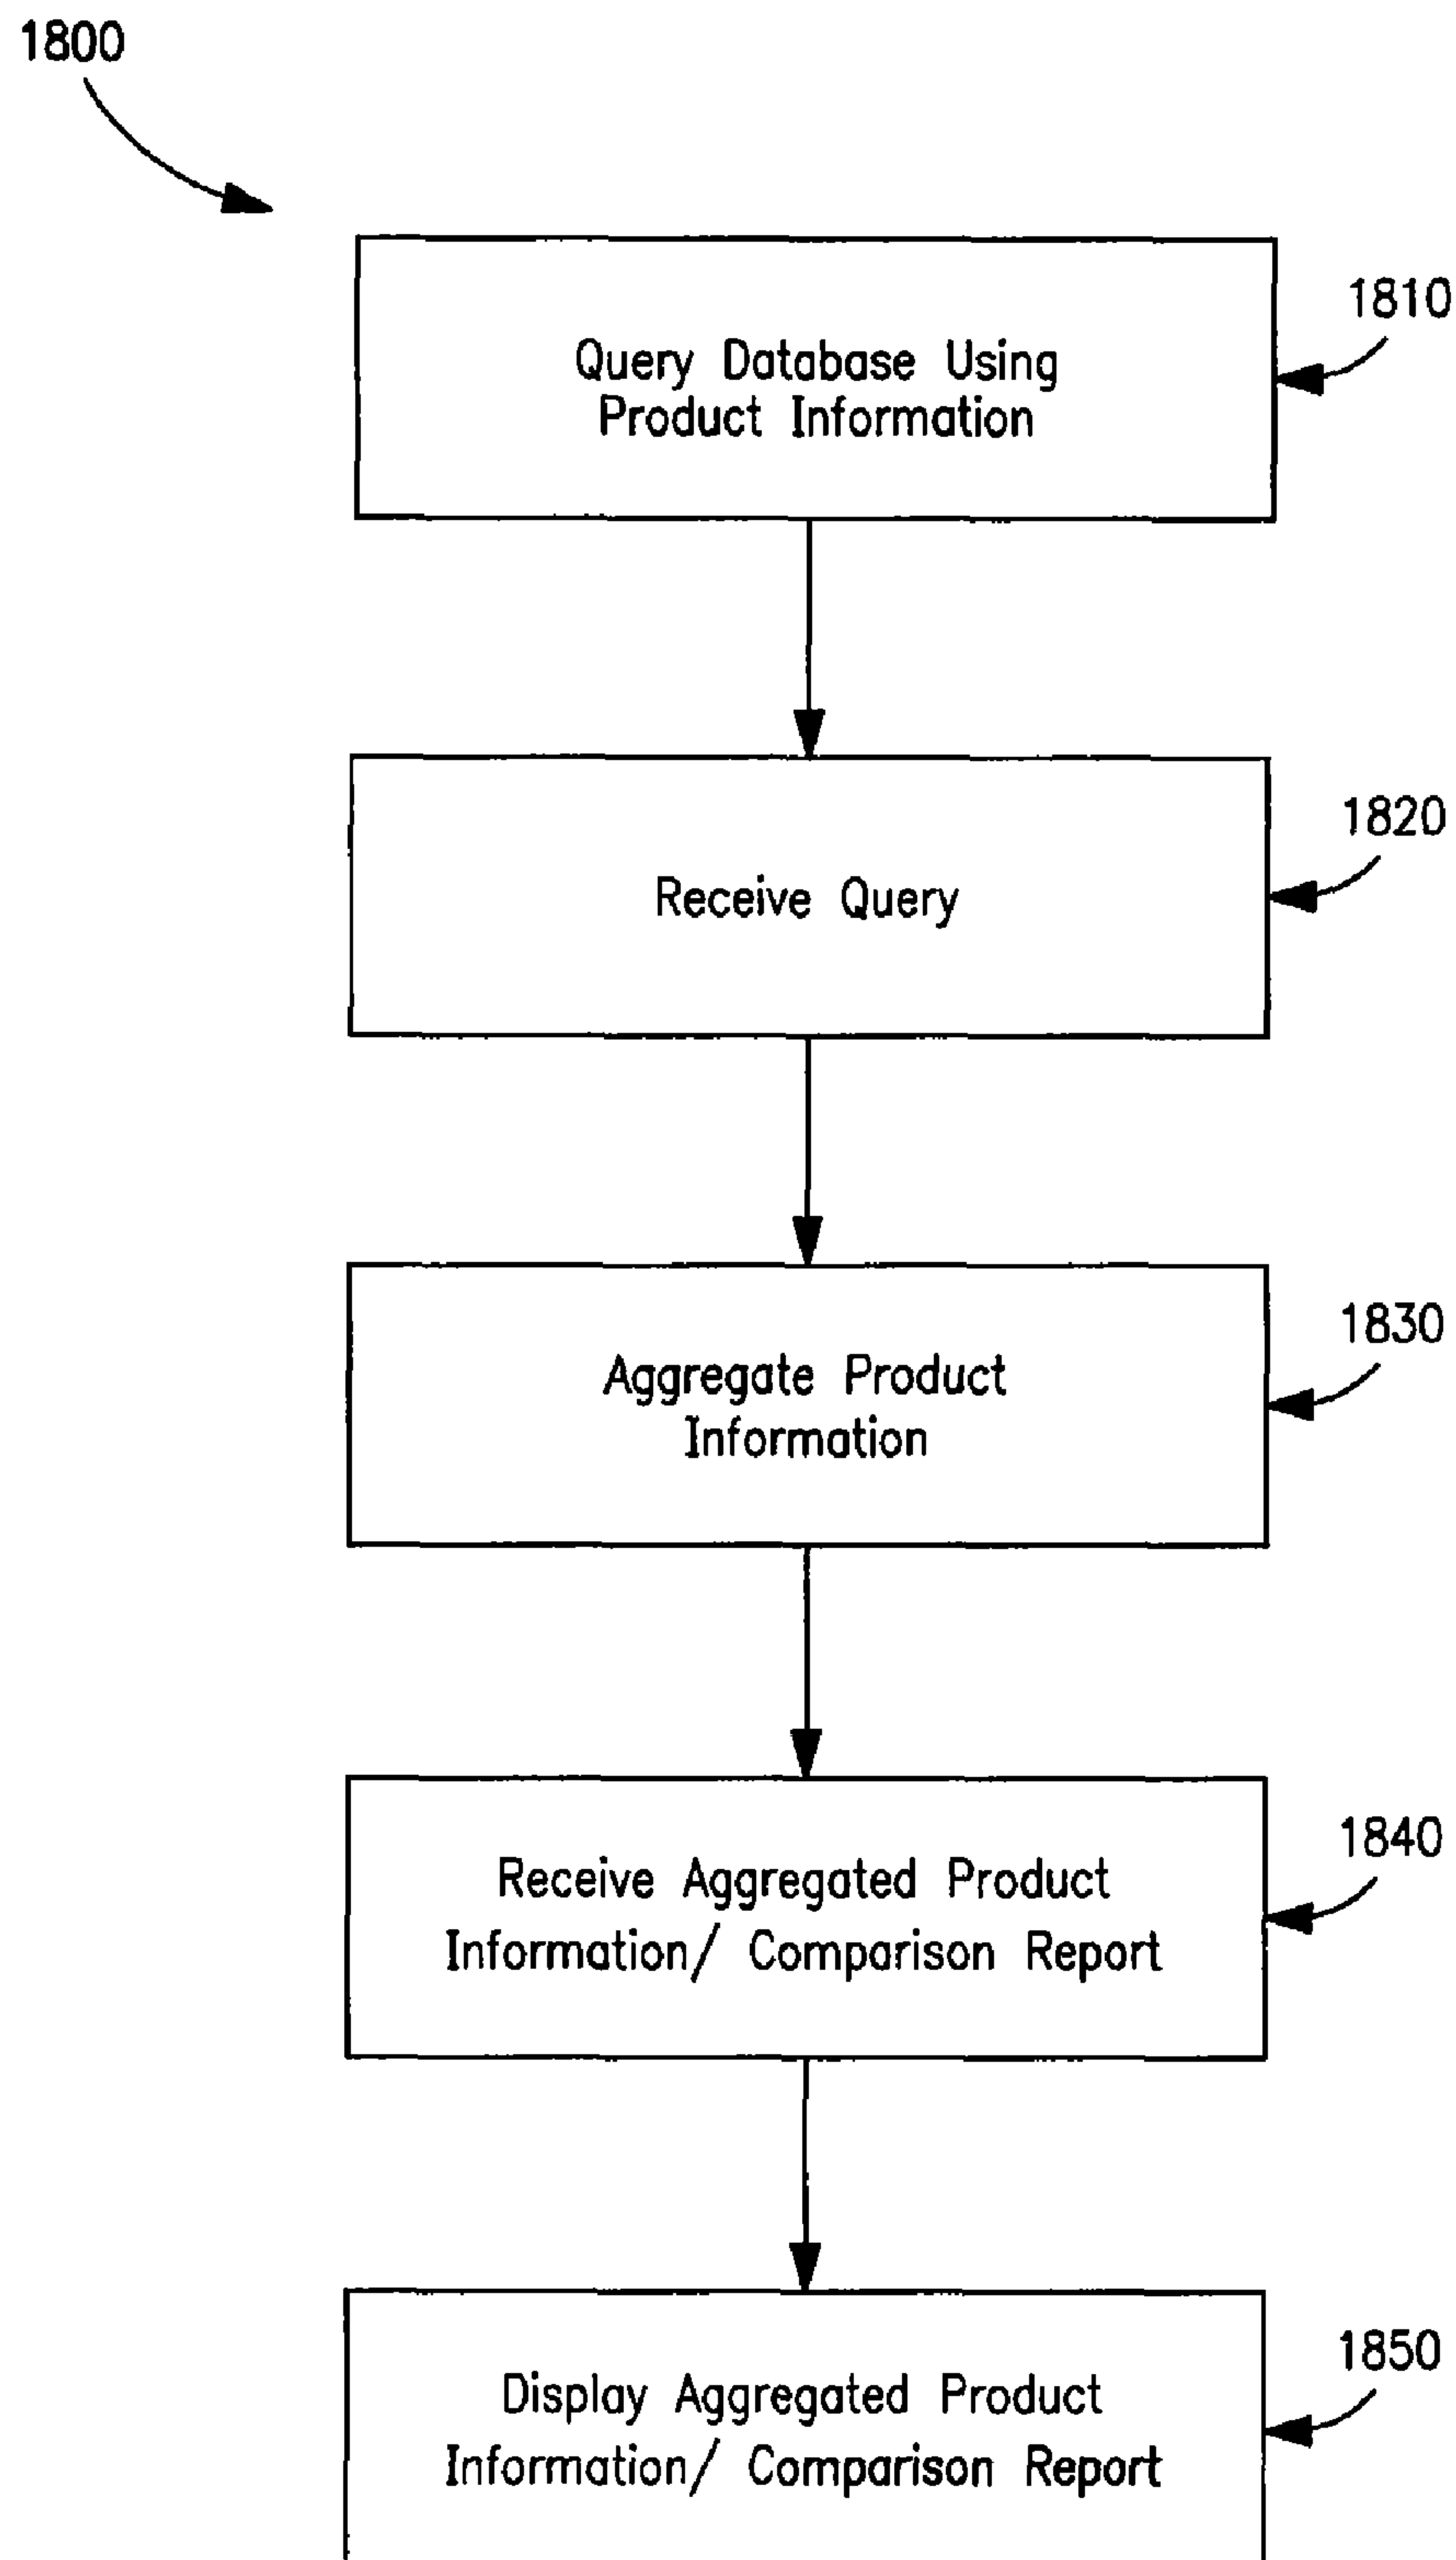 1800
1810
Query Database Using
Product Information
1820
Receive Query
1830
Aggregate Product
Information
1840
Receive Aggregated Product
Information/ Comparison Report
1850
Display Aggregated Product
Information/ Comparison Report